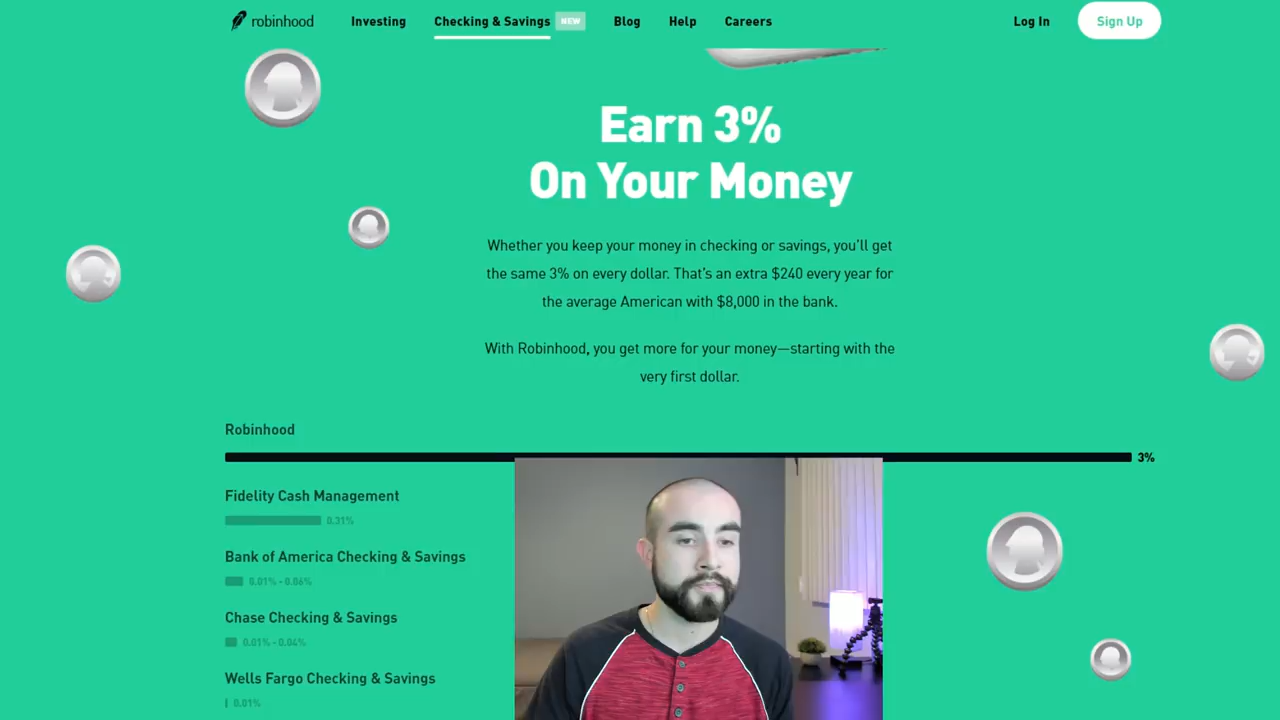 robinhood
Investing
Checking & Savings
NEW
Blog
Help
Careers
Log In
Sign Up
Earn 3%
On Your Money
Whether you keep your money in checking or savings, you'll get
the same 3% on every dollar. That's an extra $240 every year for
the average American with $8,000 in the bank.
With Robinhood, you get more for your money—starting with the
very first dollar.
Robinhood
3%
Fidelity Cash Management
0.31%
Bank of America Checking & Savings
0.01% - 0.06%
Chase Checking & Savings
0.01% - 0.04%
Wells Fargo Checking & Savings
0.01%